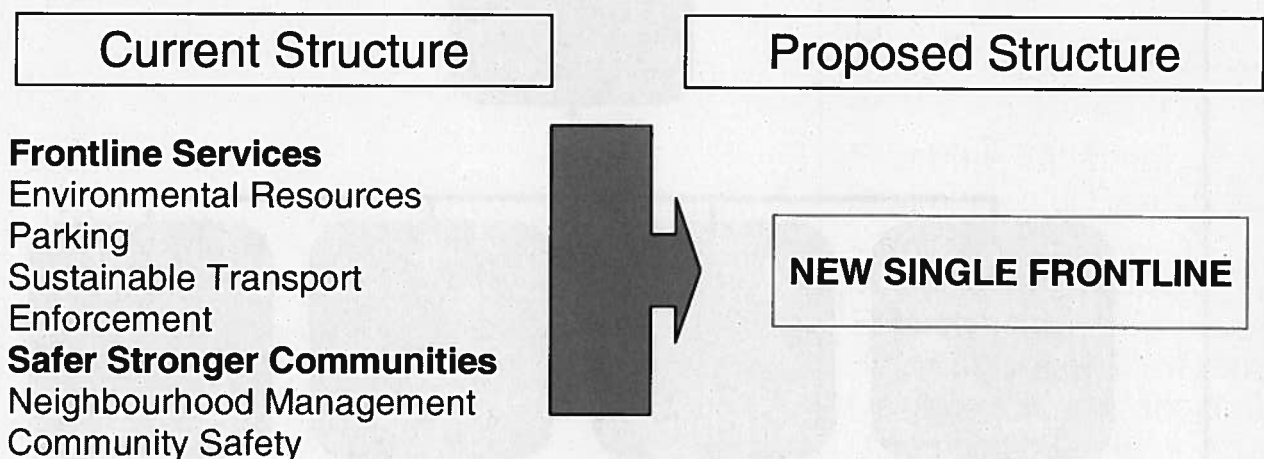 Current Structure
Proposed Structure
Frontline Services
Environmental Resources
Parking
Sustainable Transport
Enforcement
Safer Stronger Communities
Neighbourhood Management
Community Safety
NEW SINGLE FRONTLINE